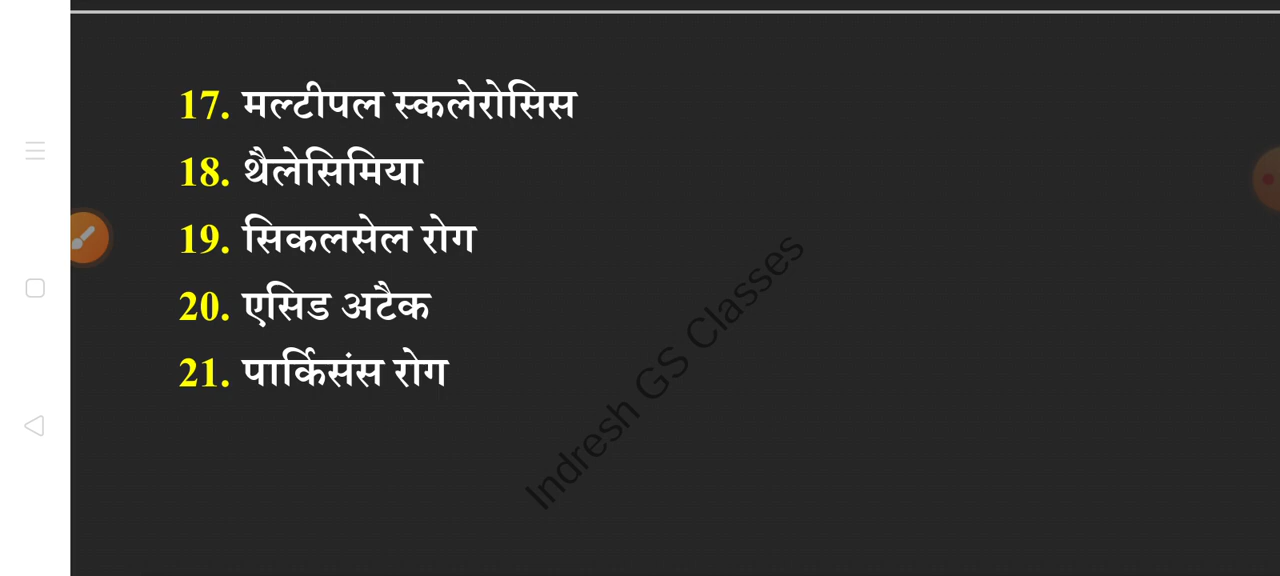 17. मल्टीपल स्कलेरोसिस
18. थैलेसिमिया
19. सिकलसेल रोग
20. एसिड अटैक
21. पार्किसंस रोग
Indresh GS Classes